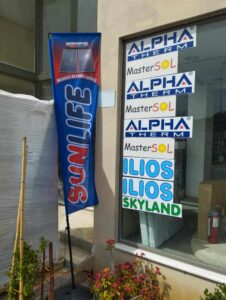 SUNLIFE
ALPHA
THERM
MasterSOL
ALPHA
THERM
MasterSOL
ALPHA
THERM
MasterSOL
ILIOS
ILIOS
SKYLAND